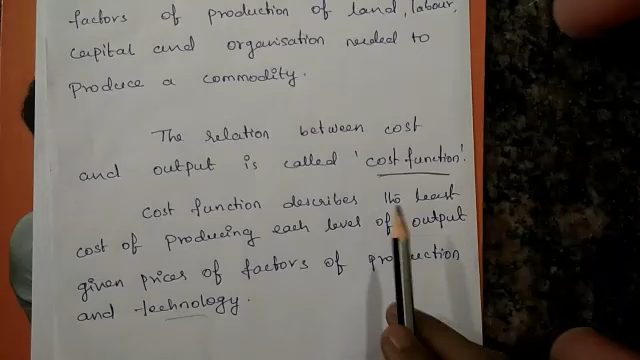 factors of production of land, labour,
capital and organisation needed to
produce a commodity.
The relation between cost
and output is called 'cost function'.
Cost function describes the least
cost of producing each level of output
given prices of factors of production
and technology.